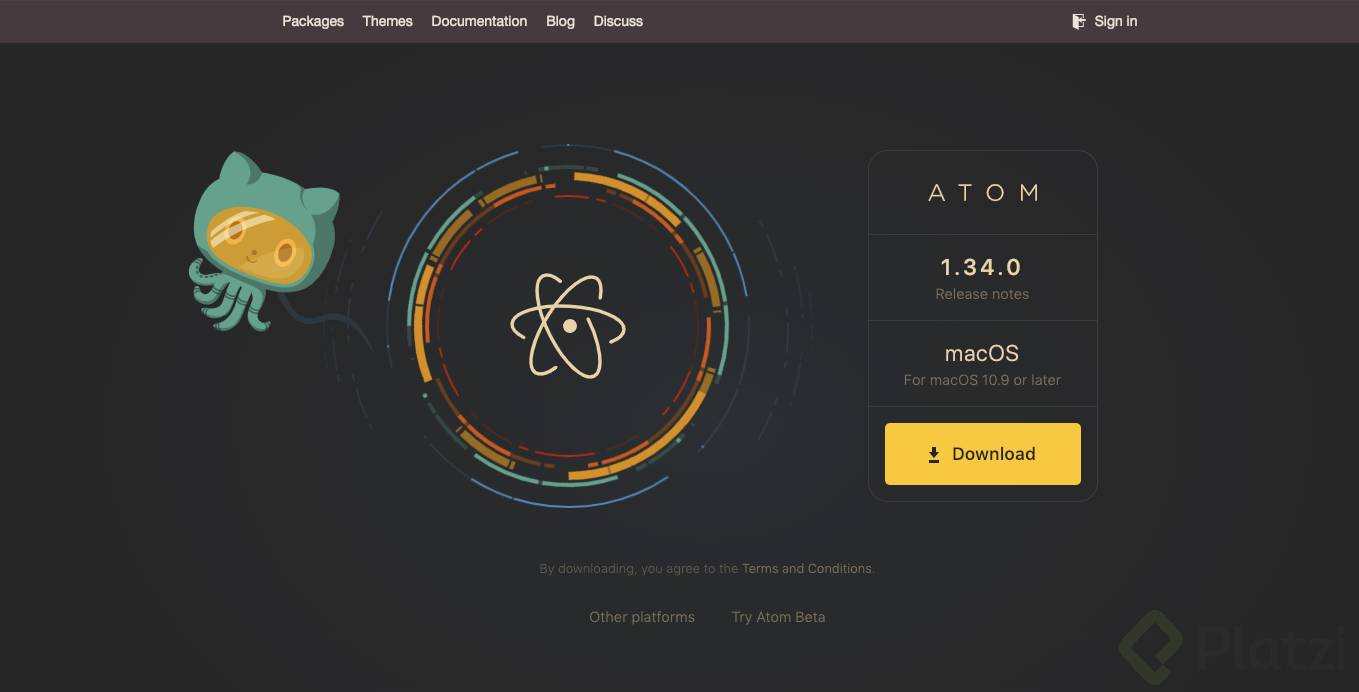 Packages Themes Documentation Blog Discuss Sign in
ATOM
1.34.0
Release notes
macOS
For macOS 10.9 or later
Download
By downloading, you agree to the Terms and Conditions.
Other platforms Try Atom Beta
Platzi